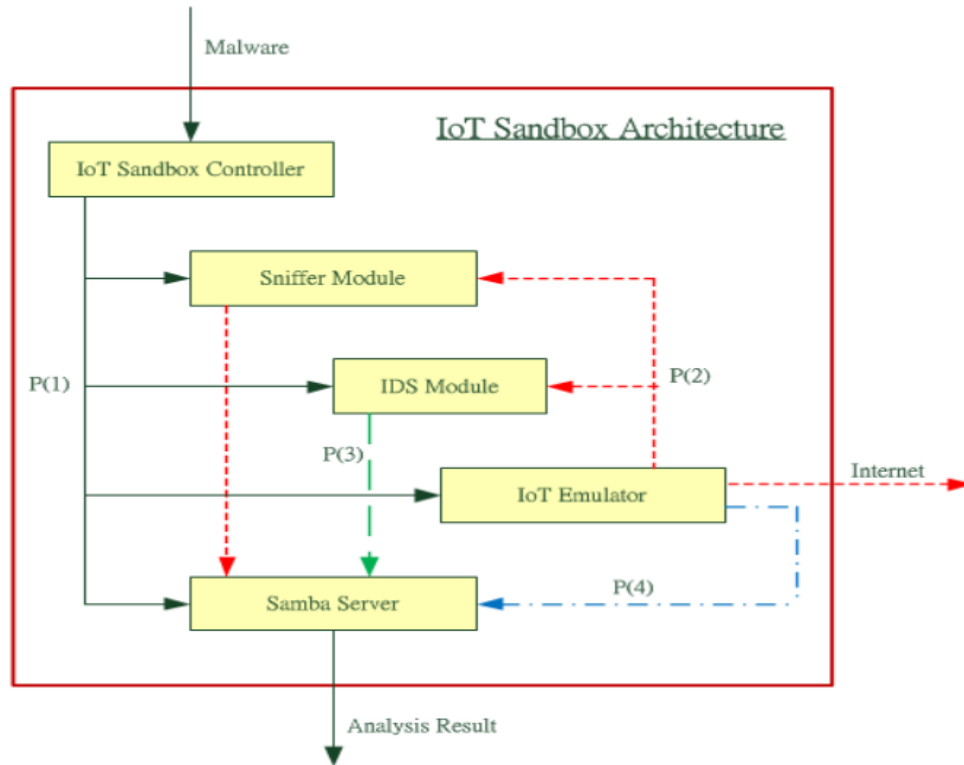 Malware
IoT Sandbox Architecture
IoT Sandbox Controller
Sniffer Module
P(1)
IDS Module
P(2)
P(3)
IoT Emulator
Internet
Samba Server
P(4)
Analysis Result